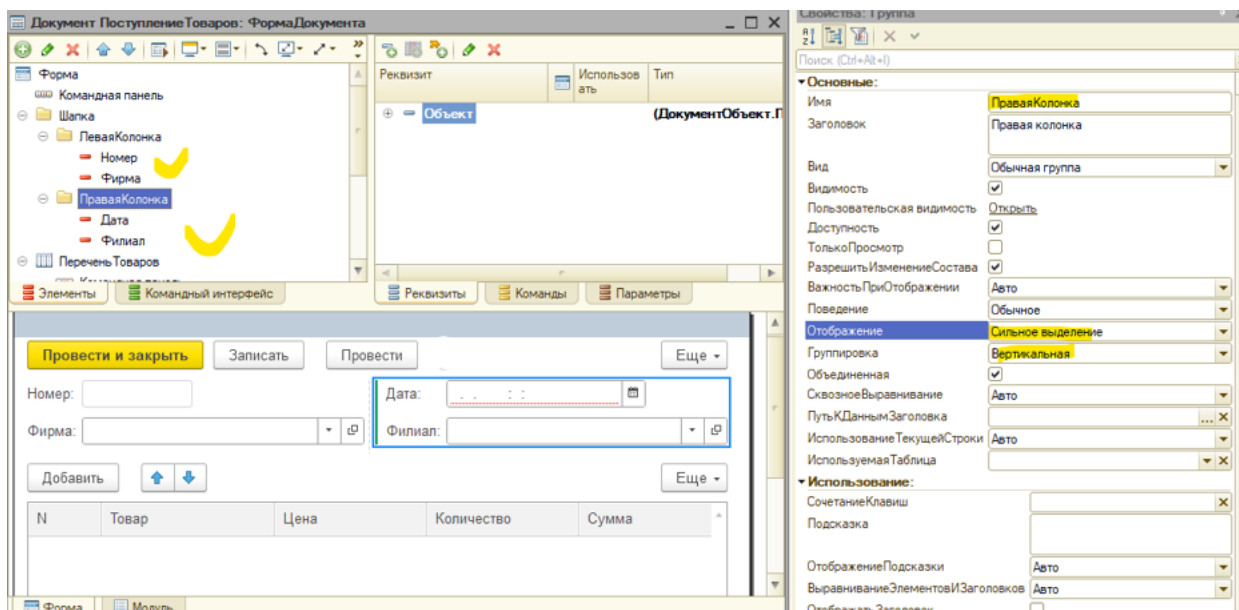 Документ ПоступлениеТоваров: ФормаДокумента
Форма
Командная панель
Шапка
ЛеваяКолонка
Номер
Фирма
ПраваяКолонка
Дата
Филиал
ПереченьТоваров
Элементы
Командный интерфейс
Реквизит
Использов
ать
Тип
Объект
(ДокументОбъект.П
Реквизиты
Команды
Параметры
Провести и закрыть
Записать
Провести
Еще
Номер:
Дата:
. . : :
Фирма:
Филиал:
Добавить
Еще
N
Товар
Цена
Количество
Сумма
Форма
Модуль
Свойства: Группа
Поиск (Ctrl+Alt+I)
Основные:
Имя
ПраваяКолонка
Заголовок
Правая колонка
Вид
Обычная группа
Видимость
Пользовательская видимость
Открыть
Доступность
ТолькоПросмотр
РазрешитьИзменениеСостава
ВажностьПриОтображении
Авто
Поведение
Обычное
Отображение
Сильное выделение
Группировка
Вертикальная
Объединенная
СквозноеВыравнивание
Авто
ПутьКДаннымЗаголовка
...
ИспользованиеТекущейСтроки
Авто
ИспользуемаяТаблица
Использование:
СочетаниеКлавиш
Подсказка
ОтображениеПодсказки
Авто
ВыравниваниеЭлементовИЗаголовков
Авто
ОтображатьЗаголовок